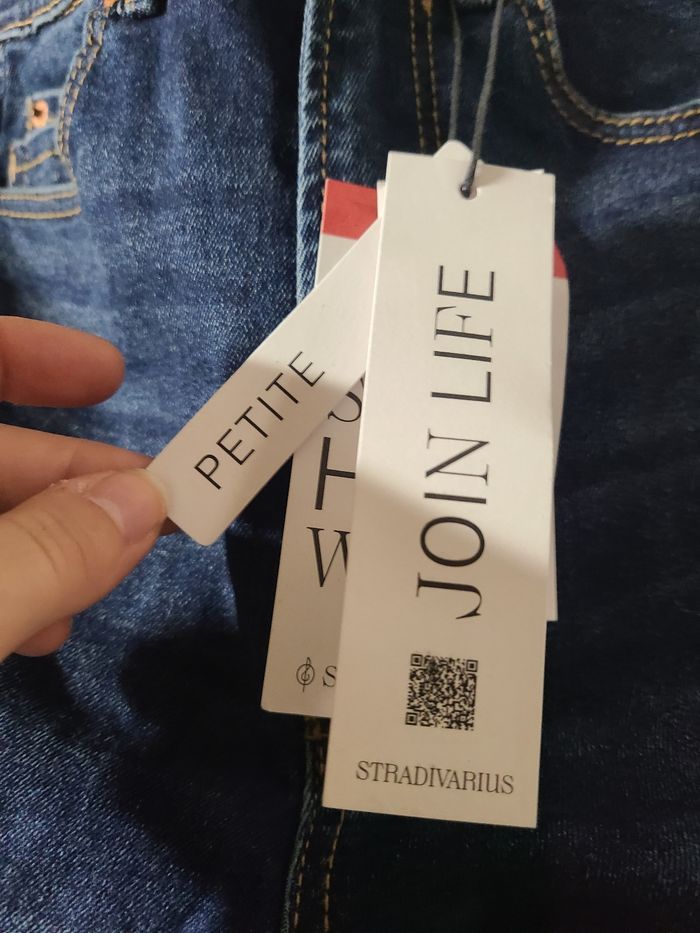 PETITE
JOIN LIFE
STRADIVARIUS
W
S